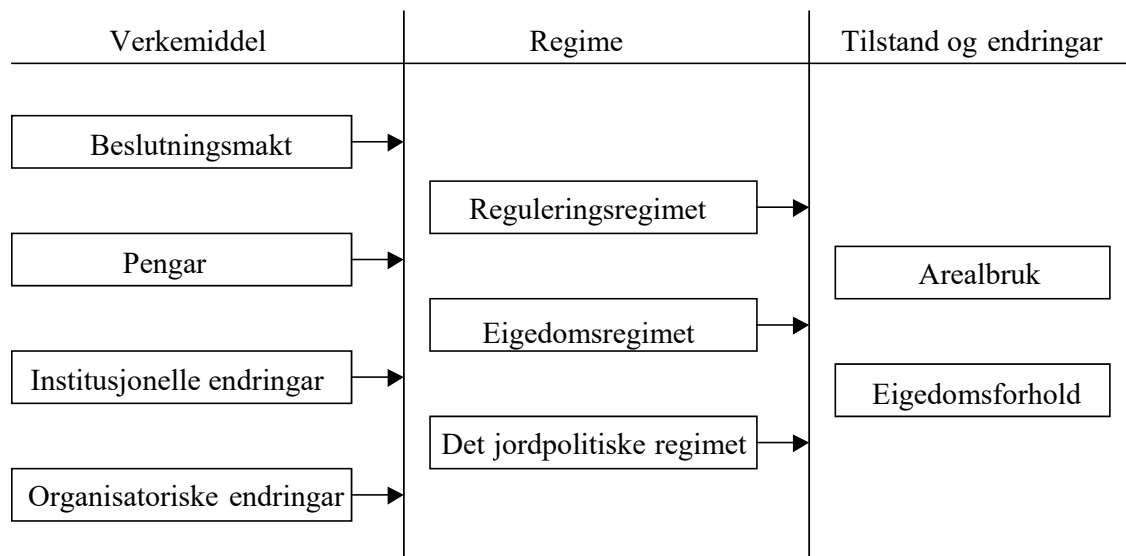 Verkemiddel
Regime
Tilstand og endringar
Beslutningsmakt
Reguleringsregimet
Pengar
Arealbruk
Eigedomsregimet
Institusjonelle endringar
Eigedomsforhold
Det jordpolitiske regimet
Organisatoriske endringar